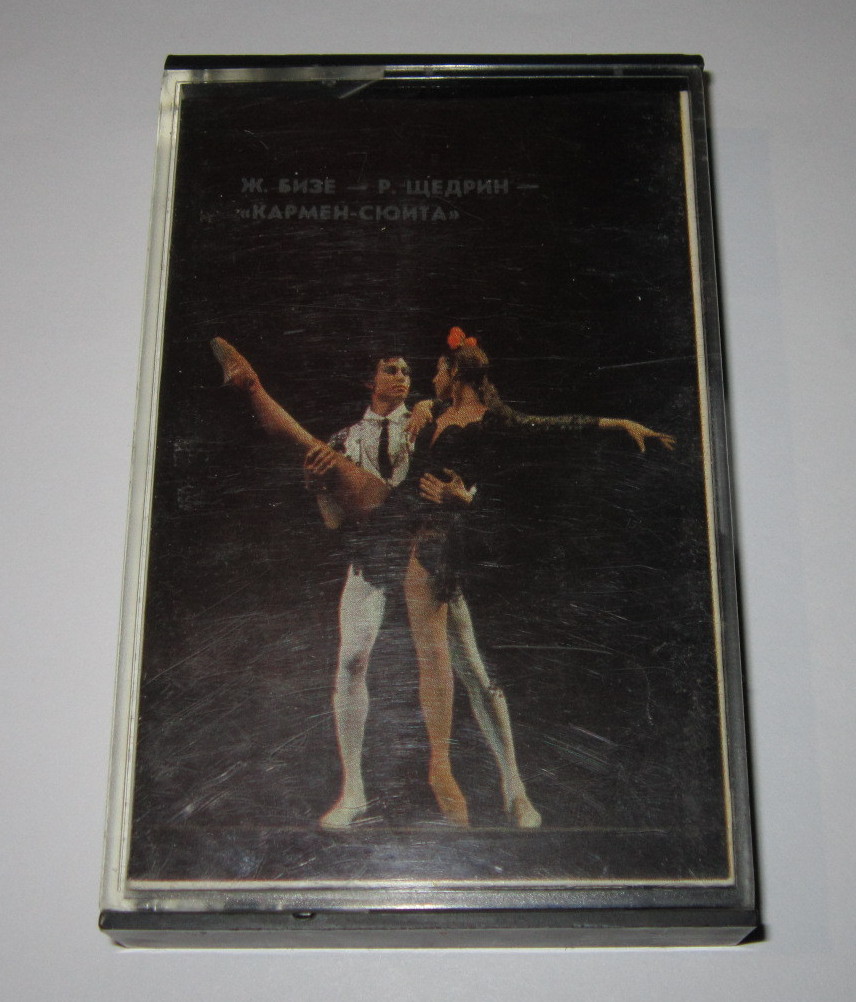 Ж. БИЗЕ — Р. ЩЕДРИН —
«КАРМЕН-СЮИТА»